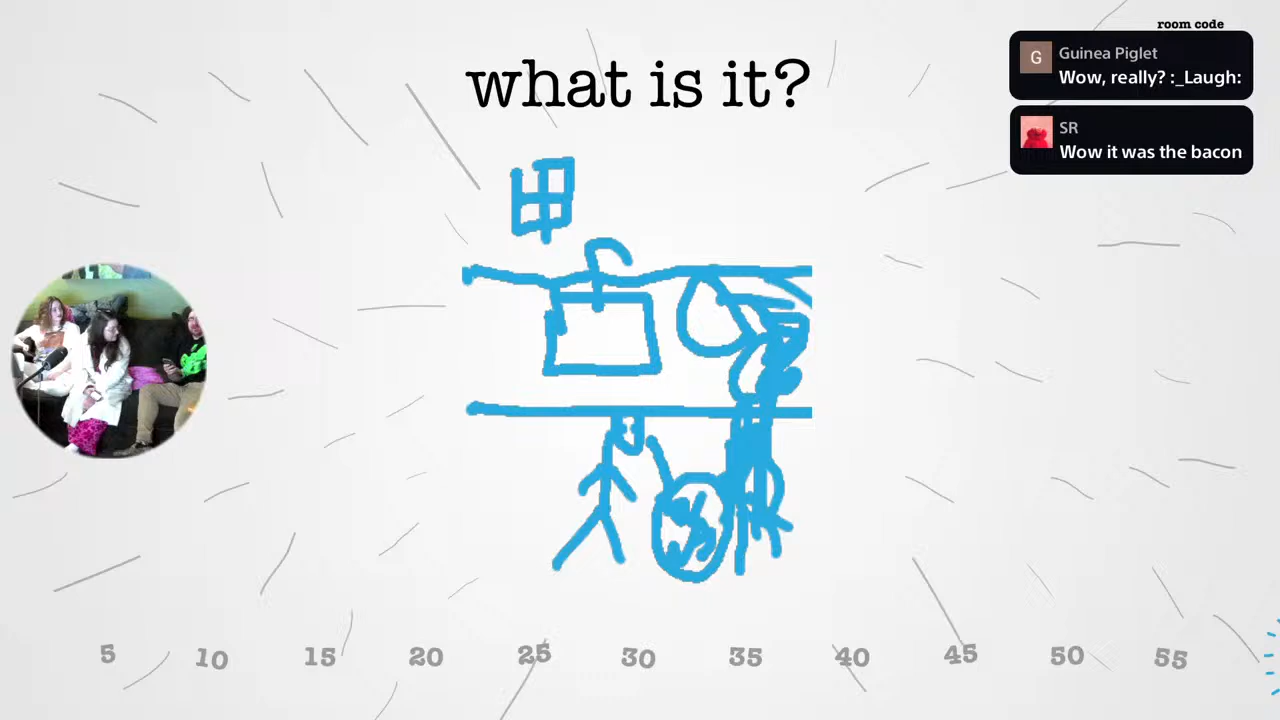 room code
Guinea Piglet
Wow, really? :_Laugh:
SR
Wow it was the bacon
G
what is it?
5 10 15 20 25 30 35 40 45 50 55